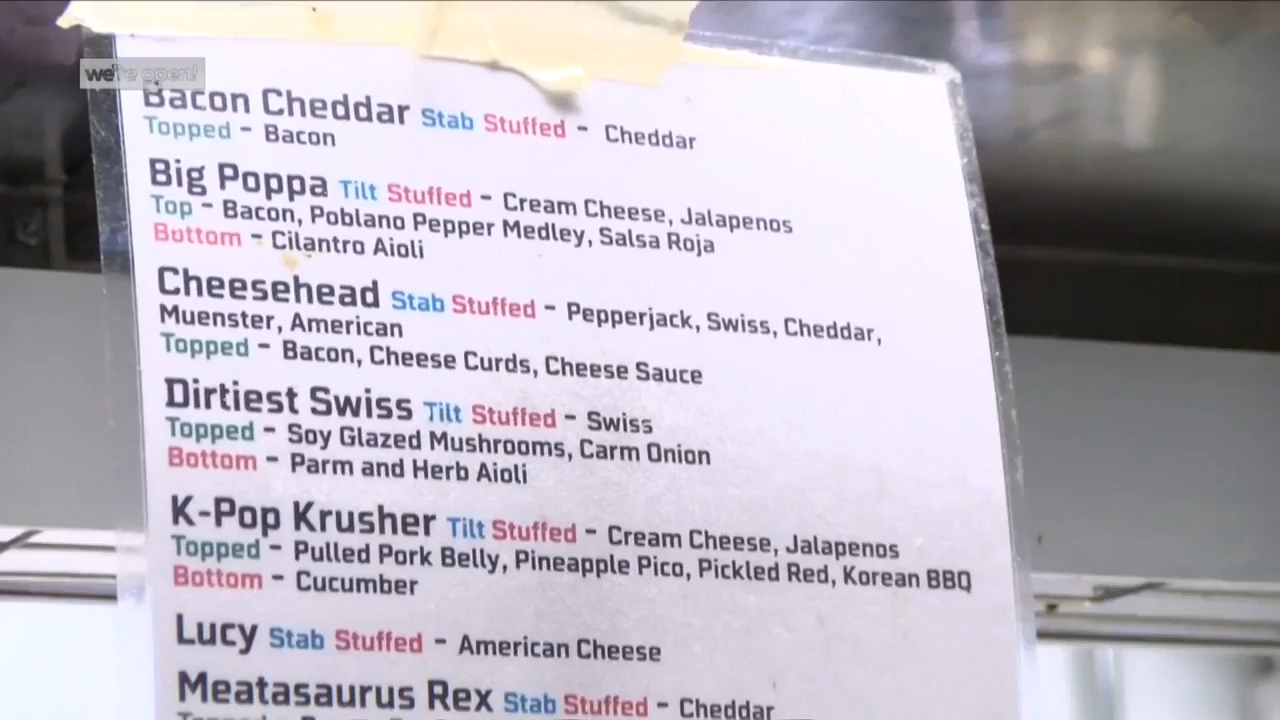 we're open!
Bacon Cheddar Stab Stuffed - Cheddar
Topped - Bacon
Big Poppa Tilt Stuffed - Cream Cheese, Jalapenos
Top - Bacon, Poblano Pepper Medley, Salsa Roja
Bottom - Cilantro Aioli
Cheesehead Stab Stuffed - Pepperjack, Swiss, Cheddar,
Muenster, American
Topped - Bacon, Cheese Curds, Cheese Sauce
Dirtiest Swiss Tilt Stuffed - Swiss
Topped - Soy Glazed Mushrooms, Carm Onion
Bottom - Parm and Herb Aioli
K-Pop Krusher Tilt Stuffed - Cream Cheese, Jalapenos
Topped - Pulled Pork Belly, Pineapple Pico, Pickled Red, Korean BBQ
Bottom - Cucumber
Lucy Stab Stuffed - American Cheese
Meatasaurus Rex Stab Stuffed - Cheddar